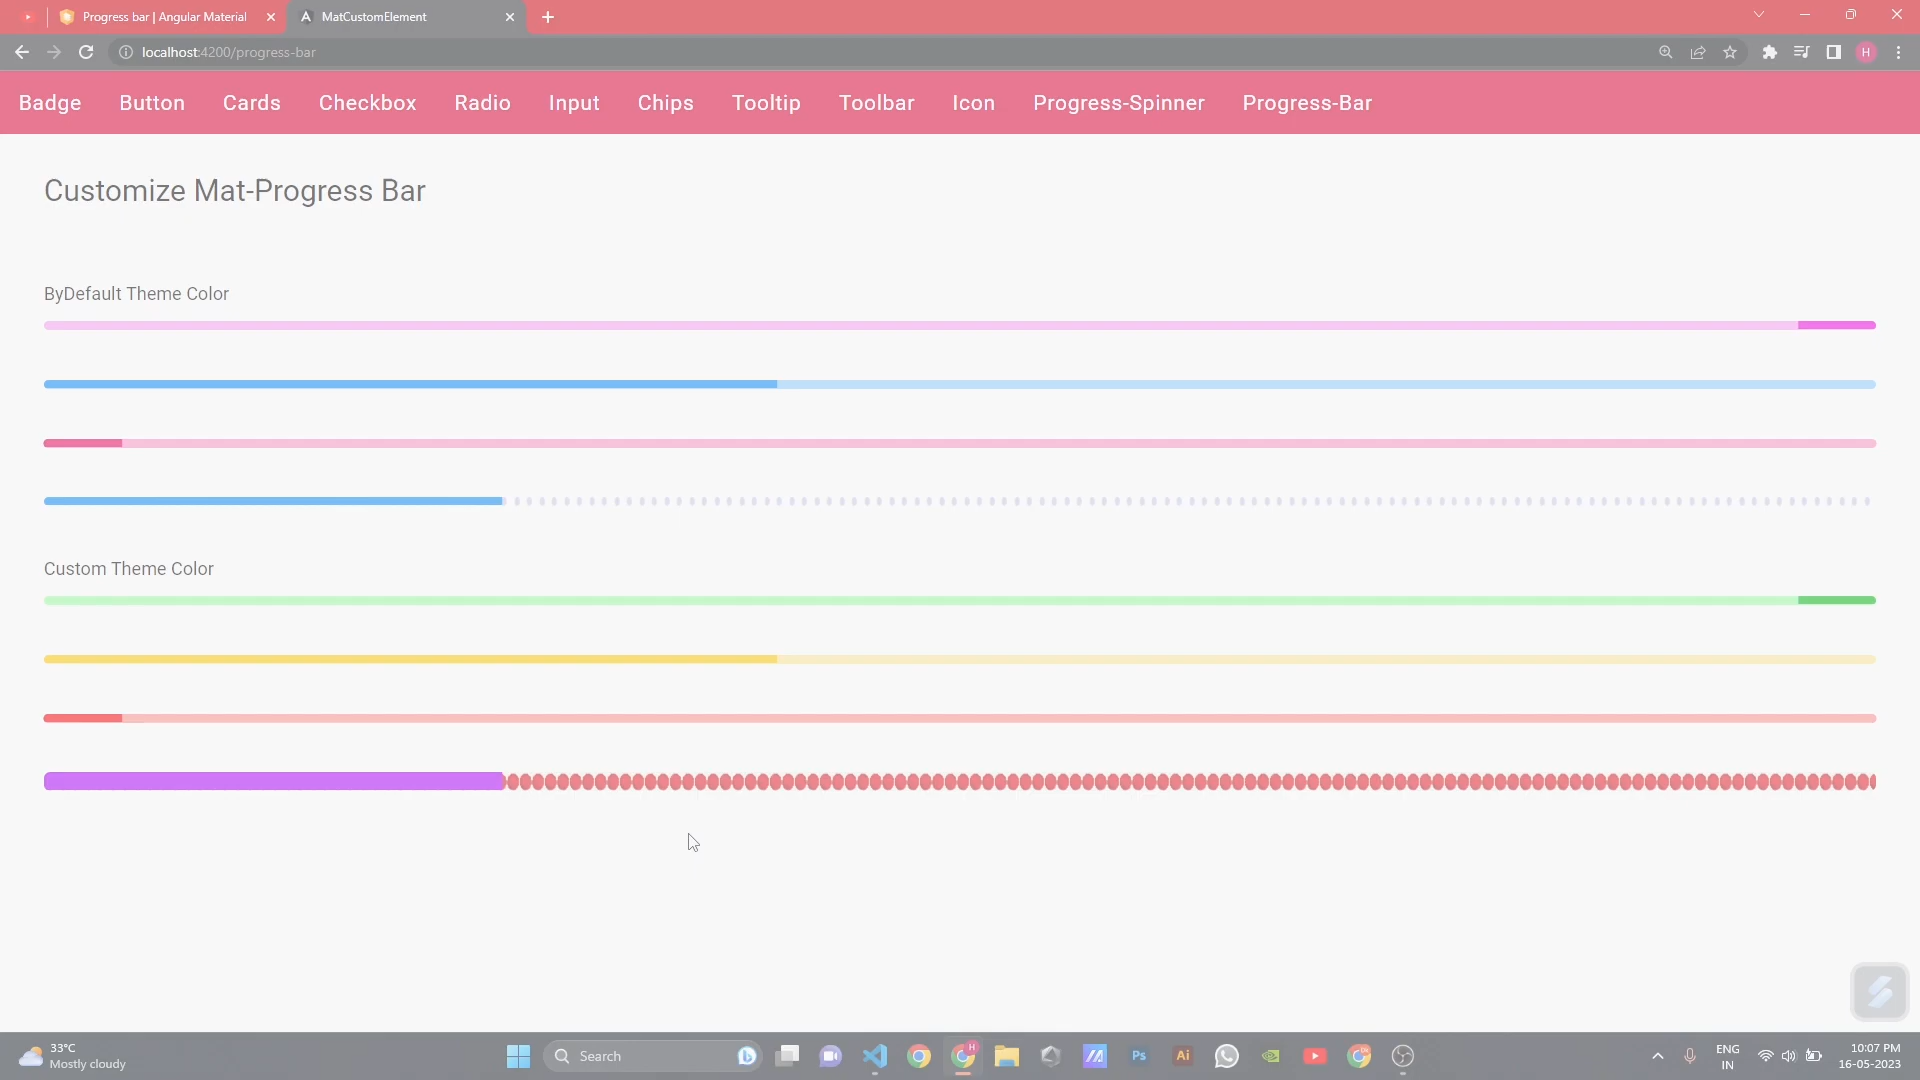 Progress bar | Angular Material
MatCustomElement
localhost:4200/progress-bar
H
Badge Button Cards Checkbox Radio Input Chips Tooltip Toolbar Icon Progress-Spinner Progress-Bar
Customize Mat-Progress Bar
ByDefault Theme Color
Custom Theme Color
33°C
Mostly cloudy
Search
H
Ps
Ai
ENG
IN
10:07 PM
16-05-2023